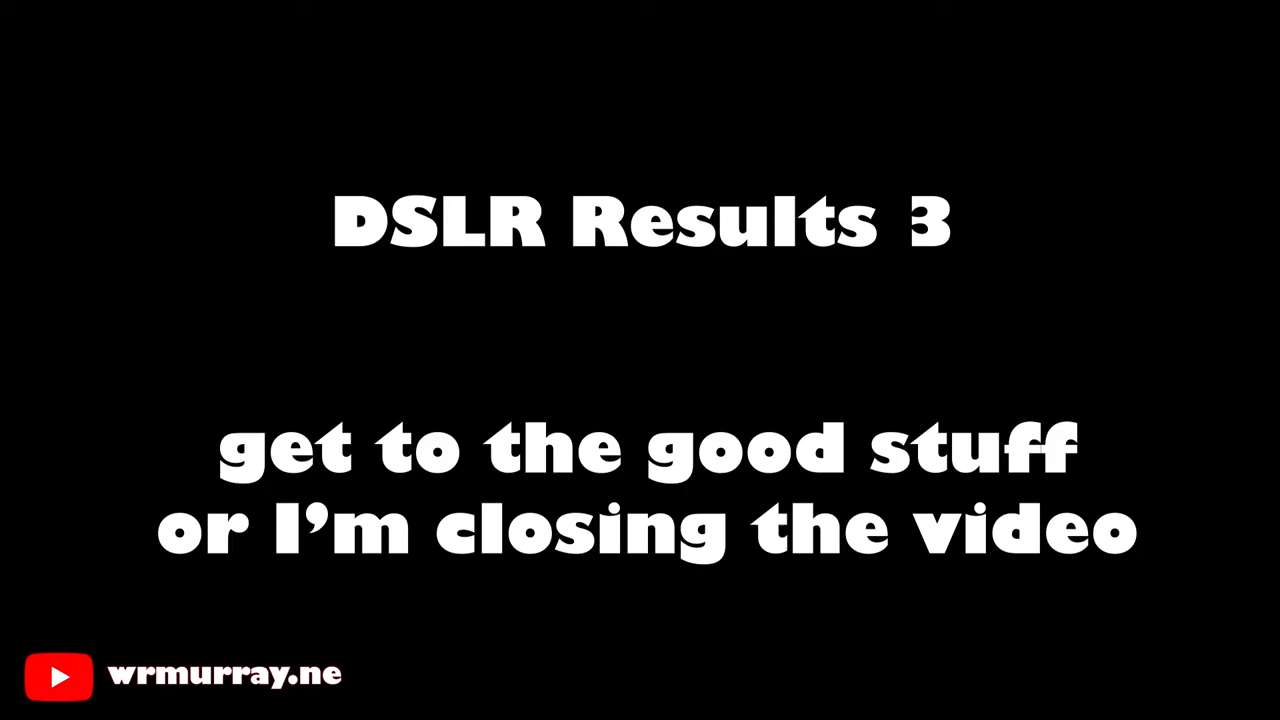 DSLR Results 3
get to the good stuff
or I’m closing the video
wrmurray.ne